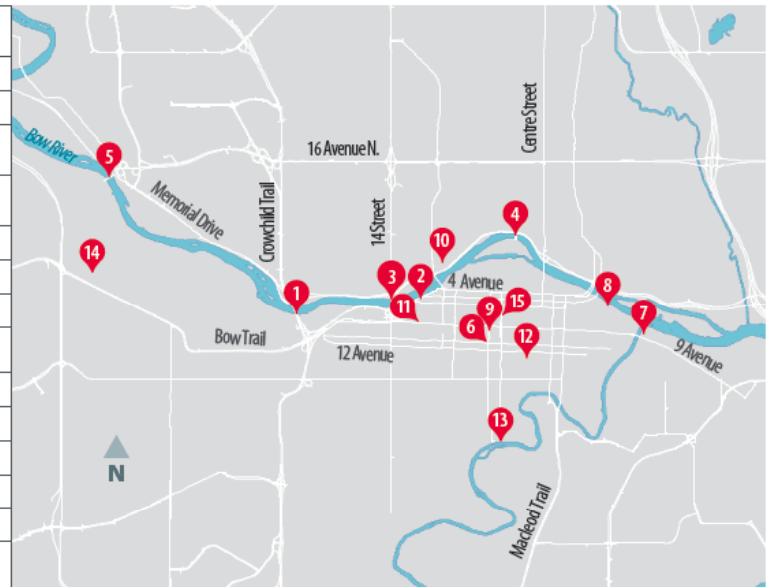 16 Avenue N.
Centre Street
Bow River
5
Memorial Drive
Crowchild Trail
14 Street
4
10
14
3
2
4 Avenue
1
11
8
15
9
7
6
12
Bow Trail
12 Avenue
9 Avenue
13
N
Macleod Trail